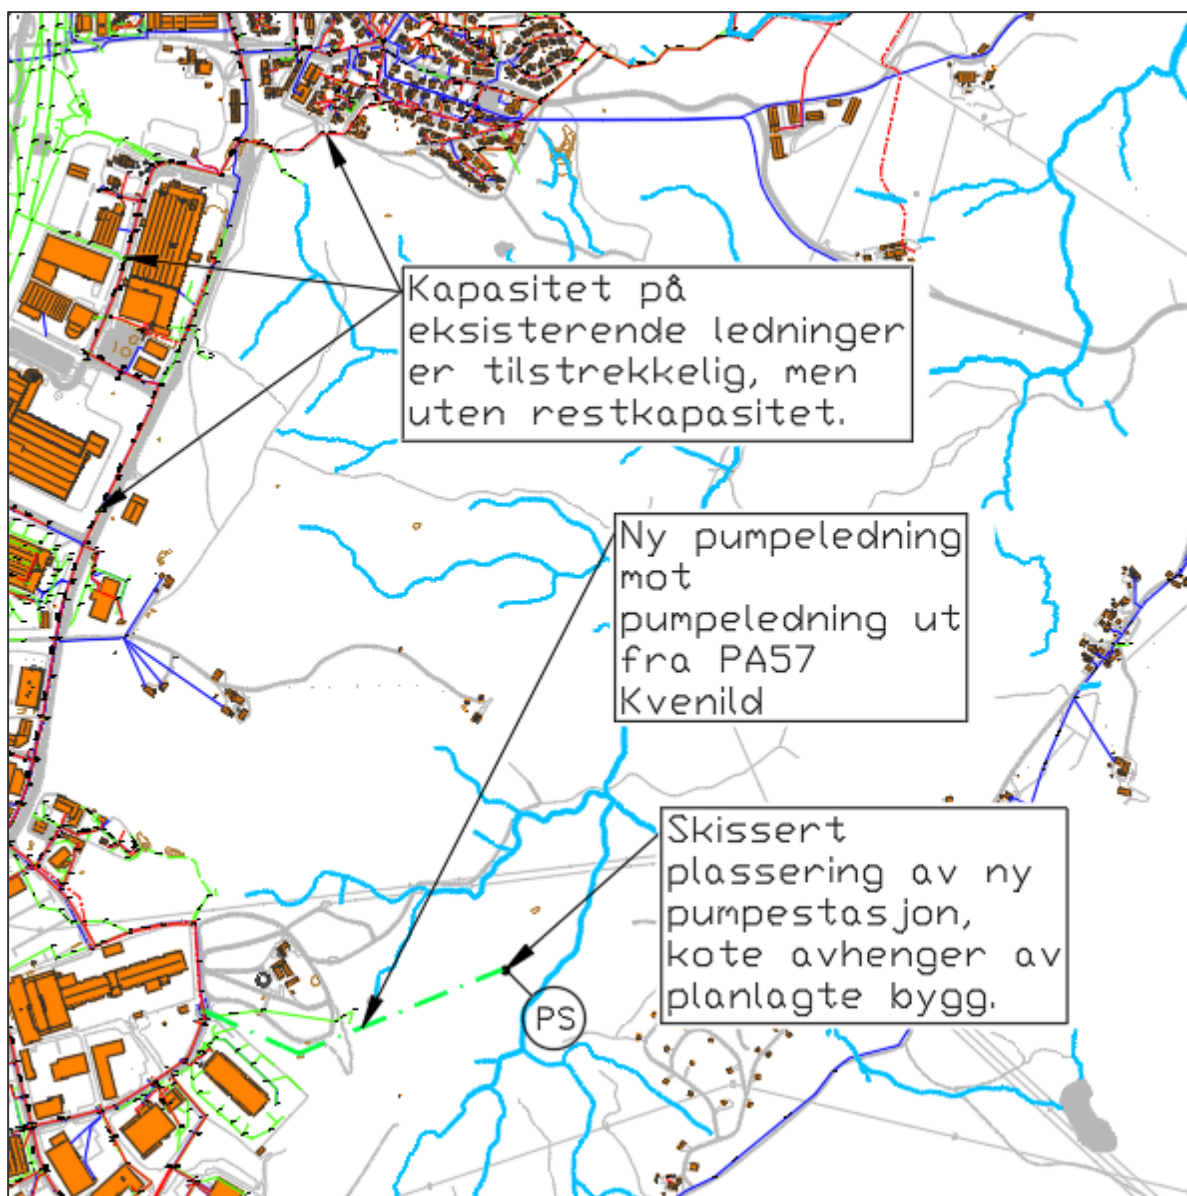 Kapasitet på
eksisterende ledninger
er tilstrekkelig, men
uten restkapasitet.
Ny pumpeledning
mot
pumpeledning ut
fra PA57
Kvenild
Skissert
plassering av ny
pumpestasjon,
kote avhenger av
planlagte bygg.
PS